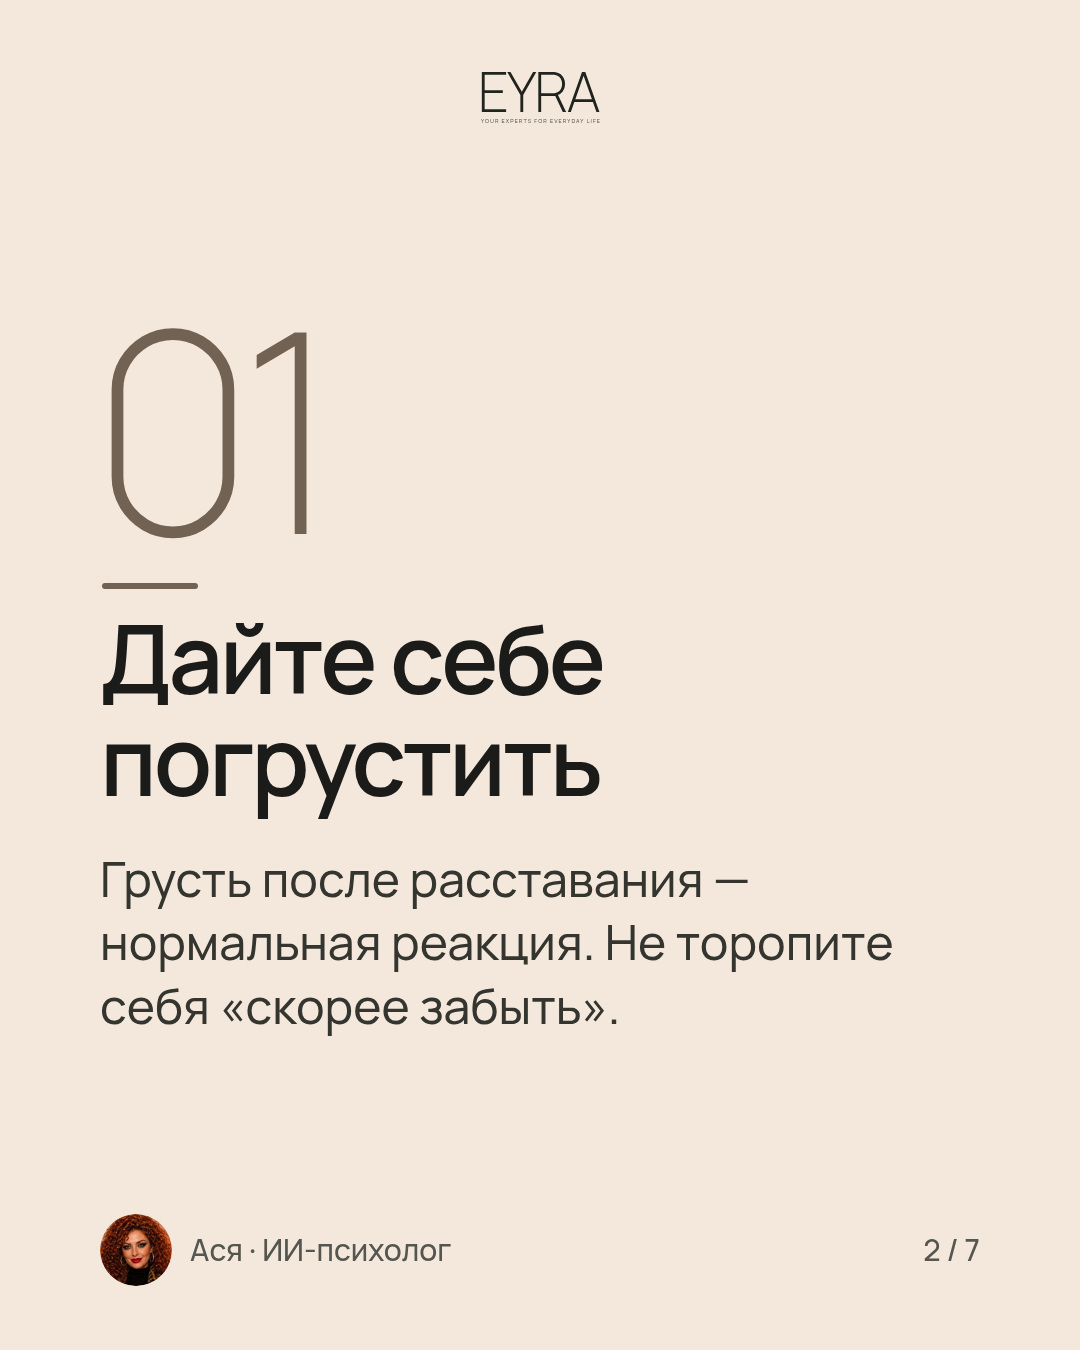 EYRA
YOUR EXPERTS FOR EVERYDAY LIFE
01
Дайте себе
погрустить
Грусть после расставания —
нормальная реакция. Не торопите
себя «скорее забыть».
Ася · ИИ-психолог
2 / 7